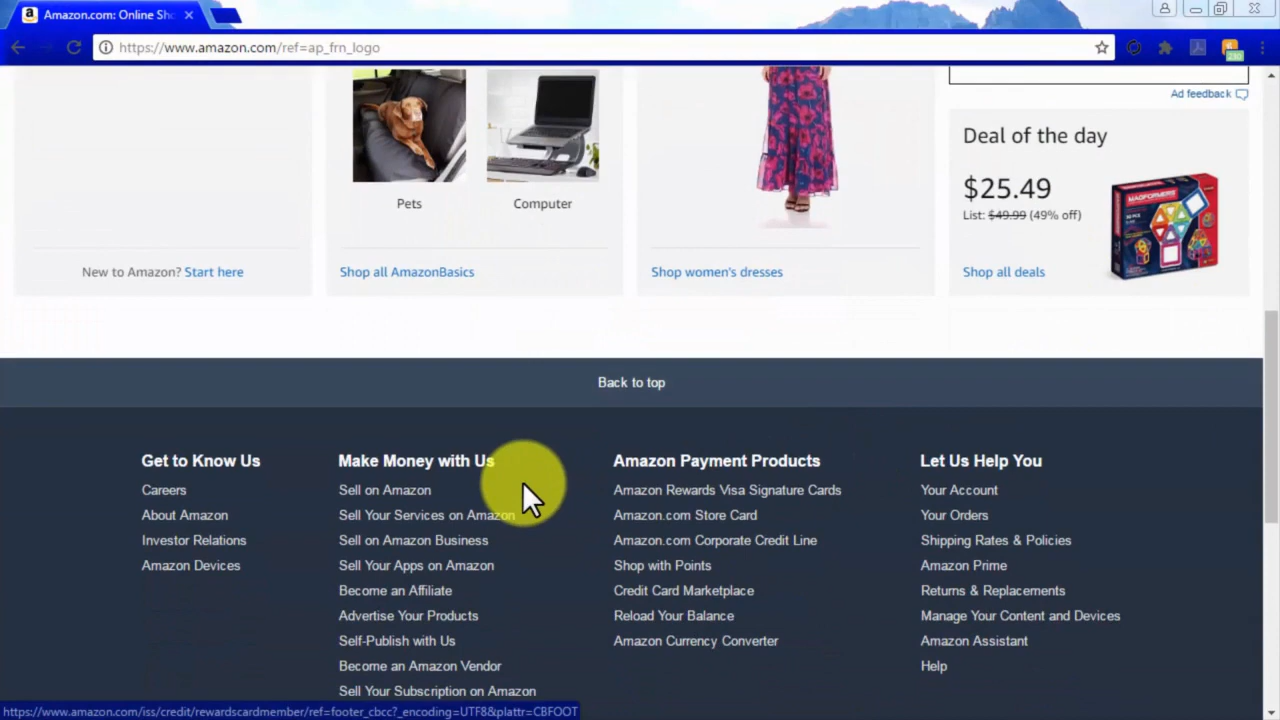 Amazon.com: Online Sho
https://www.amazon.com/ref=ap_frn_logo
230
Ad feedback
Deal of the day
$25.49
List: $49.99 (49% off)
MAGFORMERS
Pets
Computer
New to Amazon? Start here
Shop all AmazonBasics
Shop women's dresses
Shop all deals
Back to top
Get to Know Us
Careers
About Amazon
Investor Relations
Amazon Devices
Make Money with Us
Sell on Amazon
Sell Your Services on Amazon
Sell on Amazon Business
Sell Your Apps on Amazon
Become an Affiliate
Advertise Your Products
Self-Publish with Us
Become an Amazon Vendor
Sell Your Subscription on Amazon
Amazon Payment Products
Amazon Rewards Visa Signature Cards
Amazon.com Store Card
Amazon.com Corporate Credit Line
Shop with Points
Credit Card Marketplace
Reload Your Balance
Amazon Currency Converter
Let Us Help You
Your Account
Your Orders
Shipping Rates & Policies
Amazon Prime
Returns & Replacements
Manage Your Content and Devices
Amazon Assistant
Help
https://www.amazon.com/iss/credit/rewardscardmember/ref=footer_cbcc?_encoding=UTF8&plattr=CBFOOT